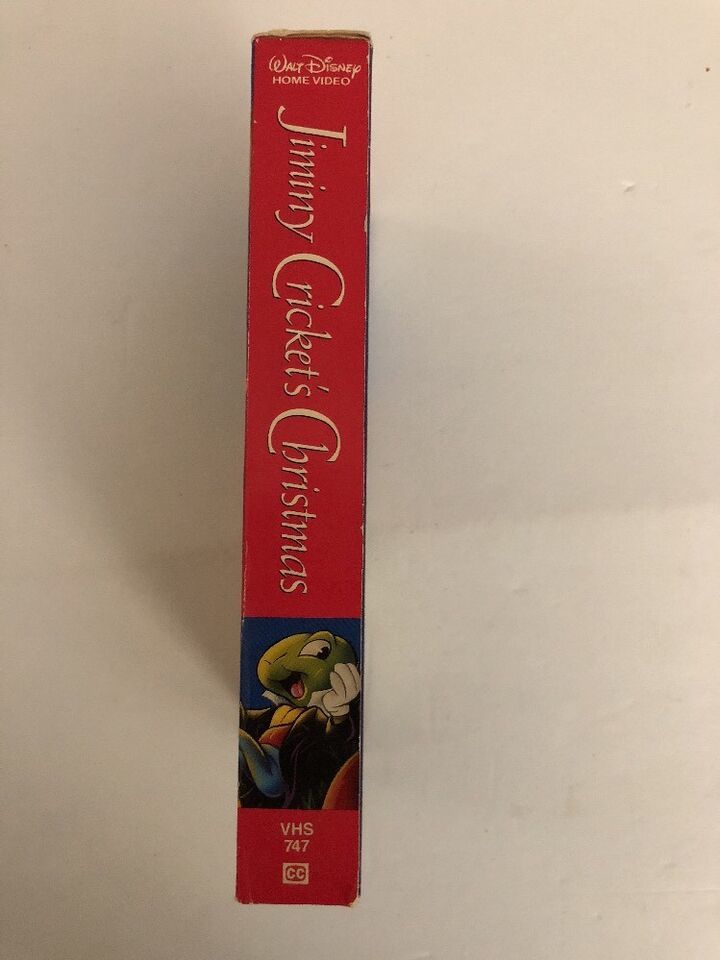 WALT DISNEY
HOME VIDEO
Jiminy Cricket's Christmas
VHS
747
CC